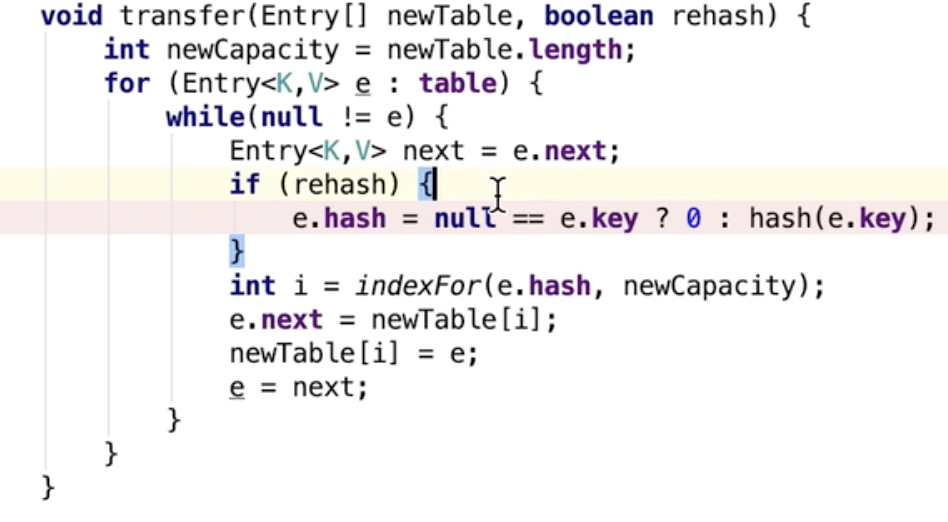 void transfer(Entry[] newTable, boolean rehash) {
    int newCapacity = newTable.length;
    for (Entry<K,V> e : table) {
        while(null != e) {
            Entry<K,V> next = e.next;
            if (rehash) {
                e.hash = null == e.key ? 0 : hash(e.key);
            }
            int i = indexFor(e.hash, newCapacity);
            e.next = newTable[i];
            newTable[i] = e;
            e = next;
        }
    }
}